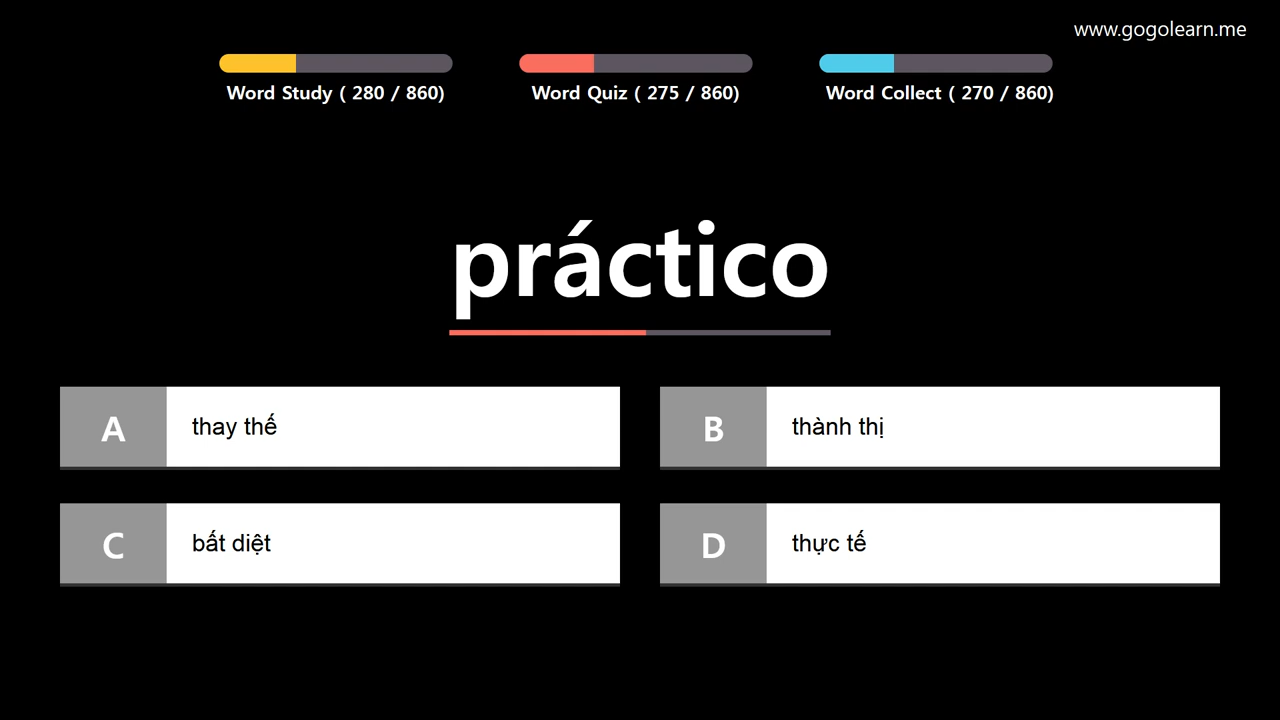 www.gogolearn.me
Word Study ( 280 / 860)
Word Quiz ( 275 / 860)
Word Collect ( 270 / 860)
práctico
A
thay thế
B
thành thị
C
bất diệt
D
thực tế